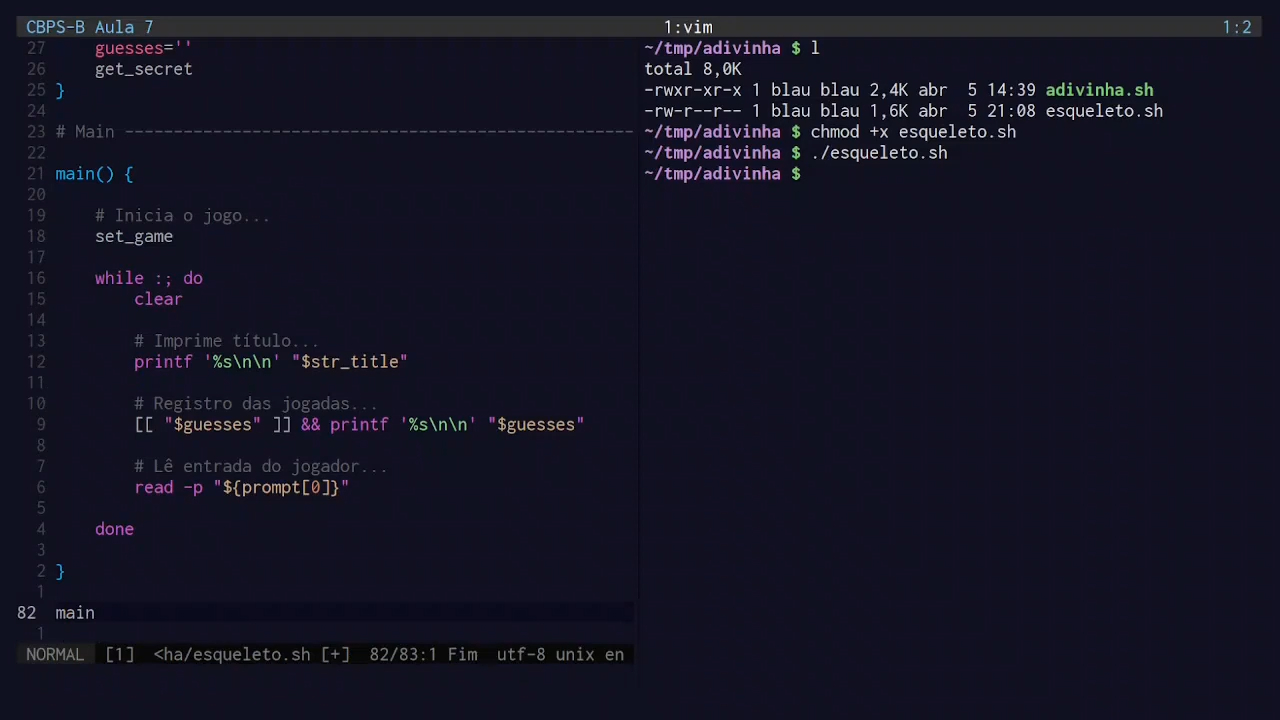 CBPS-B Aula 7 1:vim 1:2
27 guesses=''
26 get_secret
25 }
24
23 # Main ----------------------------------------------------
22
21 main() {
20
19 # Inicia o jogo...
18 set_game
17
16 while :; do
15 clear
14
13 # Imprime título...
12 printf '%s\n\n' "$str_title"
11
10 # Registro das jogadas...
9 [[ "$guesses" ]] && printf '%s\n\n' "$guesses"
8
7 # Lê entrada do jogador...
6 read -p "${prompt[0]}"
5
4 done
3
2 }
1
82 main
1
NORMAL [1] <ha/esqueleto.sh [+] 82/83:1 Fim utf-8 unix en
~/tmp/adivinha $ l
total 8,0K
-rwxr-xr-x 1 blau blau 2,4K abr 5 14:39 adivinha.sh
-rw-r--r-- 1 blau blau 1,6K abr 5 21:08 esqueleto.sh
~/tmp/adivinha $ chmod +x esqueleto.sh
~/tmp/adivinha $ ./esqueleto.sh
~/tmp/adivinha $